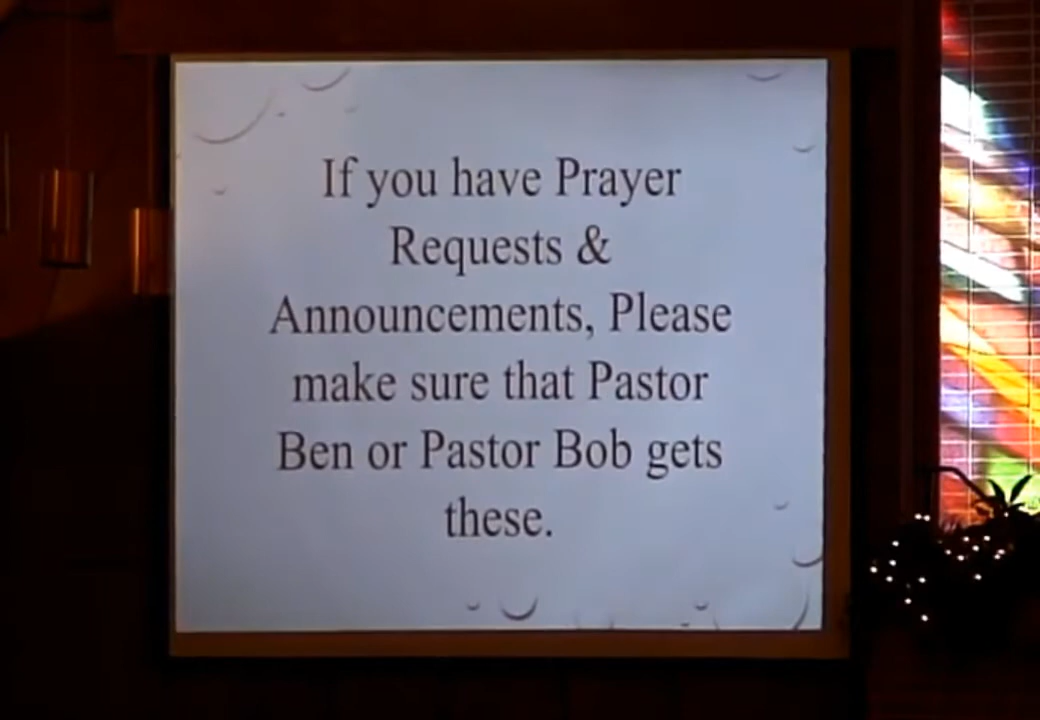 If you have Prayer
Requests &
Announcements, Please
make sure that Pastor
Ben or Pastor Bob gets
these.